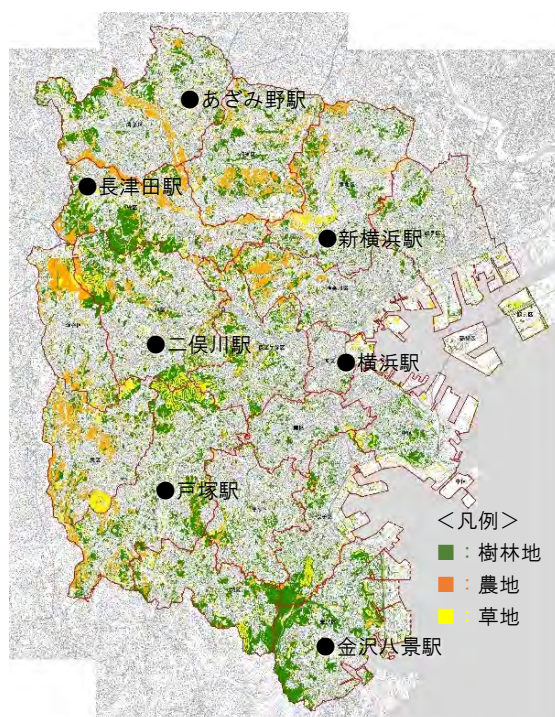 あざみ野駅
長津田駅
新横浜駅
二俣川駅
横浜駅
戸塚駅
＜凡例＞
■：樹林地
■：農地
■：草地
金沢八景駅